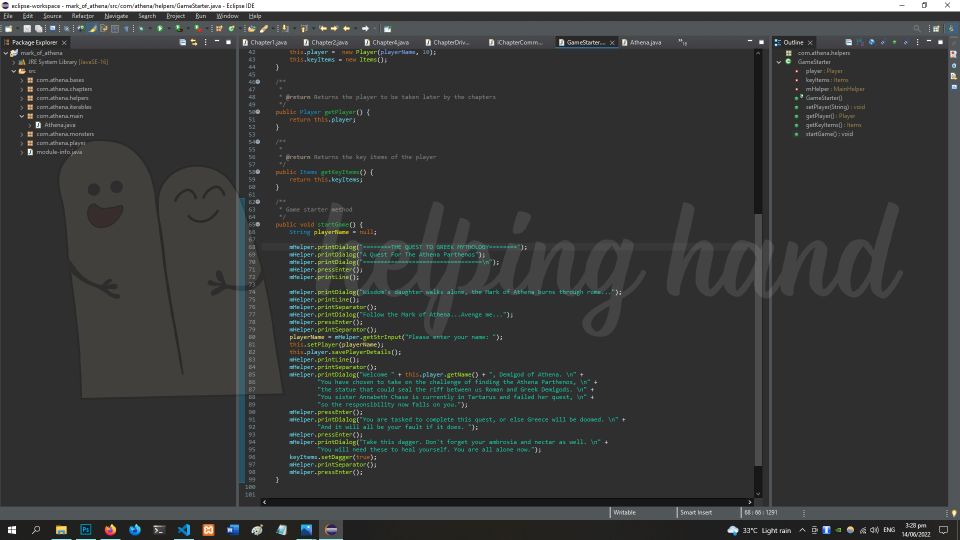 eclipse-workspace - mark_of_athena/src/com/athena/helpers/GameStarter.java - Eclipse IDE
File Edit Source Refactor Navigate Search Project Run Window Help
Package Explorer
mark_of_athena
JRE System Library [JavaSE-16]
src
com.athena.bases
com.athena.chapters
com.athena.helpers
com.athena.iterables
com.athena.main
Athena.java
com.athena.monsters
com.athena.player
module-info.java
Chapter1.java Chapter2.java Chapter4.java ChapterDriv... iChapterComm... GameStarter... Athena.java
42 this.player = new Player(playerName, 10);
43 this.keyItems = new Items();
44 }
45
46 /**
47 *
48 * @return Returns the player to be taken later by the chapters
49 */
50 public Player getPlayer() {
51 return this.player;
52 }
53
54 /**
55 *
56 * @return Returns the key items of the player
57 */
58 public Items getKeyItems() {
59 return this.keyItems;
60 }
61
62 /**
63 * Game starter method
64 */
65 public void startGame() {
66 String playerName = null;
67
68 mHelper.printDialog("========THE QUEST TO GREEK MYTHOLOGY========");
69 mHelper.printDialog("A Quest For The Athena Parthenos");
70 mHelper.printDialog("==================================\n");
71 mHelper.pressEnter();
72 mHelper.printLine();
73
74 mHelper.printDialog("Wisdom's daughter walks alone, the Mark of Athena burns through rome...");
75 mHelper.printLine();
76 mHelper.printSeparator();
77 mHelper.printDialog("Follow the Mark of Athena...Avenge me...");
78 mHelper.pressEnter();
79 mHelper.printSeparator();
80 playerName = mHelper.getStrInput("Please enter your name: ");
81 this.setPlayer(playerName);
82 this.player.savePlayerDetails();
83 mHelper.printLine();
84 mHelper.printSeparator();
85 mHelper.printDialog("Welcome " + this.player.getName() + ", Demigod of Athena. \n" +
86 "You have chosen to take on the challenge of finding the Athena Parthenos, \n" +
87 "the statue that could seal the riff between us Roman and Greek Demigods. \n" +
88 "You sister Annabeth Chase is currently in Tartarus and failed her quest, \n" +
89 "so the responsibility now falls on you.");
90 mHelper.pressEnter();
91 mHelper.printDialog("You are tasked to complete this quest, or else Greece will be doomed. \n" +
92 "And it will all be your fault if it does. ");
93 mHelper.pressEnter();
94 mHelper.printDialog("Take this dagger. Don't forget your ambrosia and nectar as well. \n" +
95 "You will need these to heal yourself. You are all alone now.");
96 keyItems.setDagger(true);
97 mHelper.printSeparator();
98 mHelper.pressEnter();
99 }
100
101
helping hand
Outline
com.athena.helpers
GameStarter
player : Player
keyItems : Items
mHelper : MainHelper
GameStarter()
setPlayer(String) : void
getPlayer() : Player
getKeyItems() : Items
startGame() : void
Writable Smart Insert 68 : 66 : 1291
33°C Light rain ENG 3:28 pm
14/06/2022